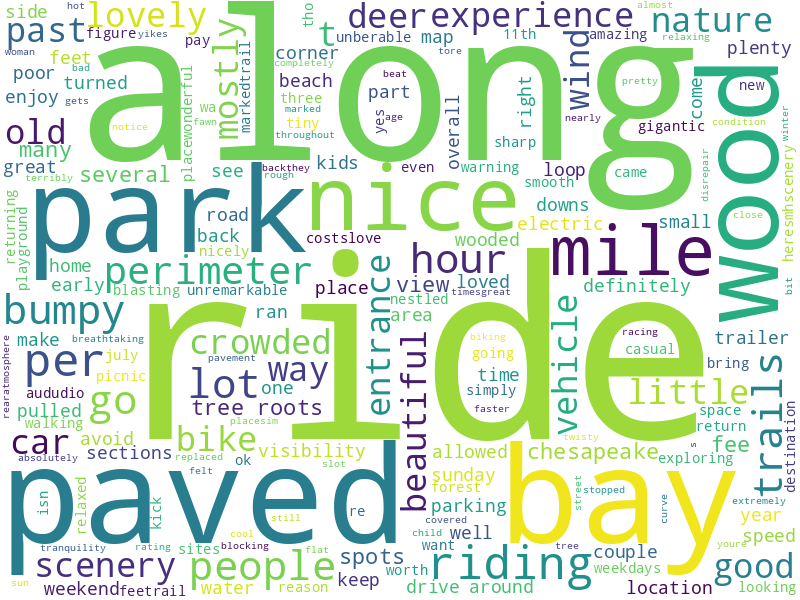 side
lovely
hot
past
tho
figure
pay
woman
yikes
feet
poor
bad
turned
enjoy
gets
old
notice
many
great
terribly
several
returning
playground
mostly
markedtrail
placewonderful
wa
fawn
see
along
t
deer
experience
unberable
map
11th
amazing
almost
relaxing
nature
corner
completely
beach
three
marked
tiny
beat
part
yes
age
throughout
backthey
rough
kids
even
overall
wind
right
sharp
nearly
warning
loop
smooth
downs
come
plenty
pretty
new
gigantic
condition
came
disrepair
wood
winter
close
heresmhscenery
bit
park
road
back
nicely
costslove
nice
electric
wooded
mile
small
home
early
blasting
perimeter
unremarkable
place
hour
view
loved
nestled
timesgreat
area
definitely
trailer
bumpy
ran
make
breathtaking
july
per
picnic
crowded
pavement
lot
way
one
tree roots
entrance
ride
biking
going
time
simply
faster
vehicle
racing
casual
little
bring
space
return
trails
destination
rearatmosphere
aududio
pulled
walking
go
car
avoid
bike
placesim
beautiful
absolutely
sections
replaced
ok
visibility
felt
slot
allowed
chesapeake
twisty
s
exploring
fee
isn
relaxed
kick
paved
still
re
sunday
forest
parking
street
stopped
curve
bay
extremely
year
speed
tranquility
rating
cool
blocking
sites
flat
child
covered
want
well
tree
couple
youre
scenery
people
spots
keep
worth
riding
weekdays
good
sun
weekend
feetrail
water
reason
drive around
location
looking